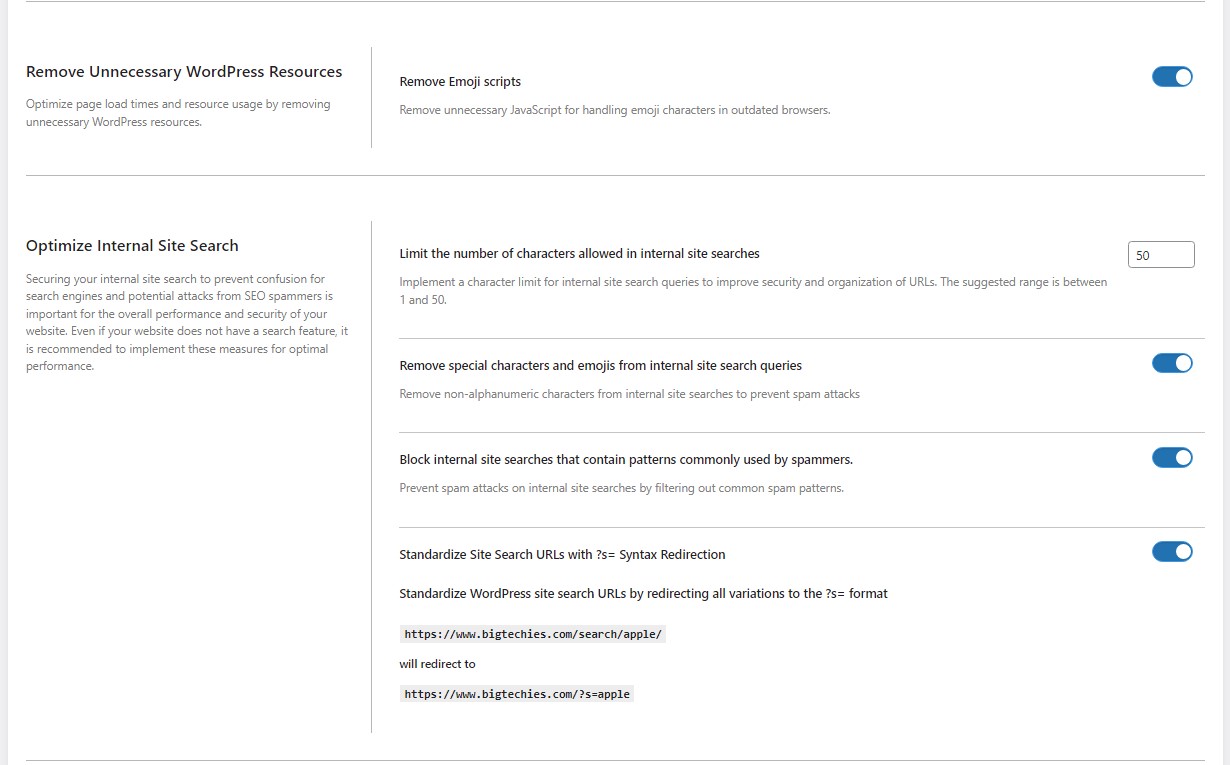 Remove Unnecessary WordPress Resources
Optimize page load times and resource usage by removing
unnecessary WordPress resources.
Remove Emoji scripts
Remove unnecessary JavaScript for handling emoji characters in outdated browsers.
Optimize Internal Site Search
Securing your internal site search to prevent confusion for
search engines and potential attacks from SEO spammers is
important for the overall performance and security of your
website. Even if your website does not have a search feature, it
is recommended to implement these measures for optimal
performance.
Limit the number of characters allowed in internal site searches
50
Implement a character limit for internal site search queries to improve security and organization of URLs. The suggested range is between
1 and 50.
Remove special characters and emojis from internal site search queries
Remove non-alphanumeric characters from internal site searches to prevent spam attacks
Block internal site searches that contain patterns commonly used by spammers.
Prevent spam attacks on internal site searches by filtering out common spam patterns.
Standardize Site Search URLs with ?s= Syntax Redirection
Standardize WordPress site search URLs by redirecting all variations to the ?s= format
https://www.bigtechies.com/search/apple/
will redirect to
https://www.bigtechies.com/?s=apple